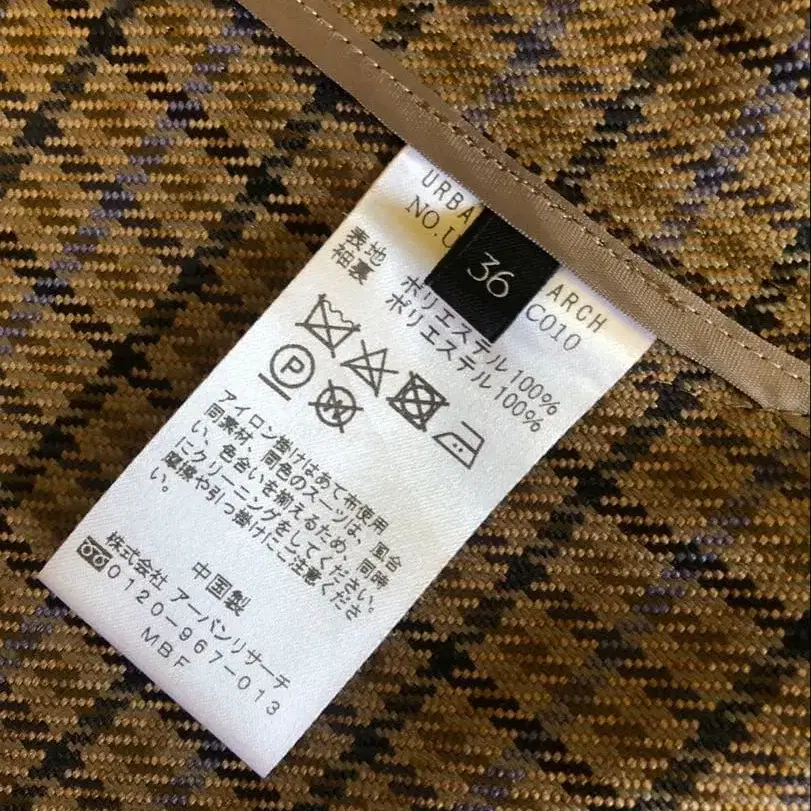 URBA ARCH
NO.U C010
36
表地 ポリエステル100%
袖裏 ポリエステル100%
P
W
アイロン掛けはあて布使用
同素材、同色のスーツは、風合
い、色合いを揃えるため、同時
にクリーニングをしてください。
摩擦や引っ掛けにご注意くださ
い。
中国製
株式会社 アーバンリサーチ
0120-967-013
MBF